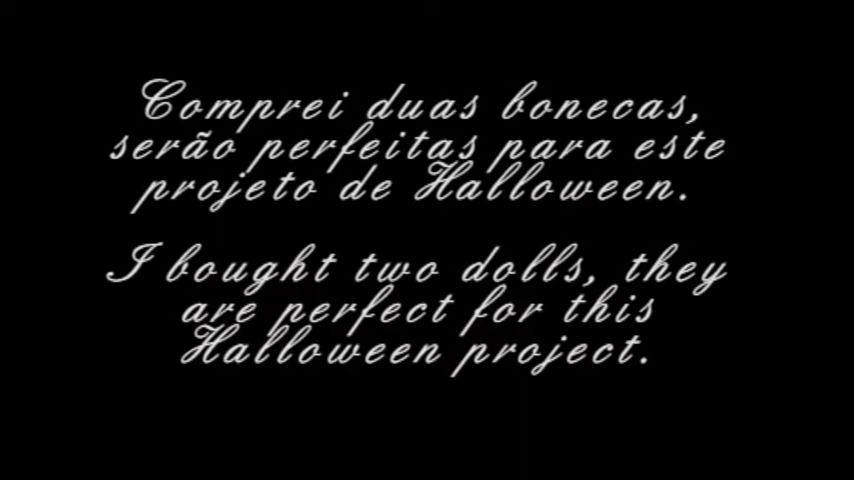 Comprei duas bonecas,
serão perfeitas para este
projeto de Halloween.
I bought two dolls, they
are perfect for this
Halloween project.